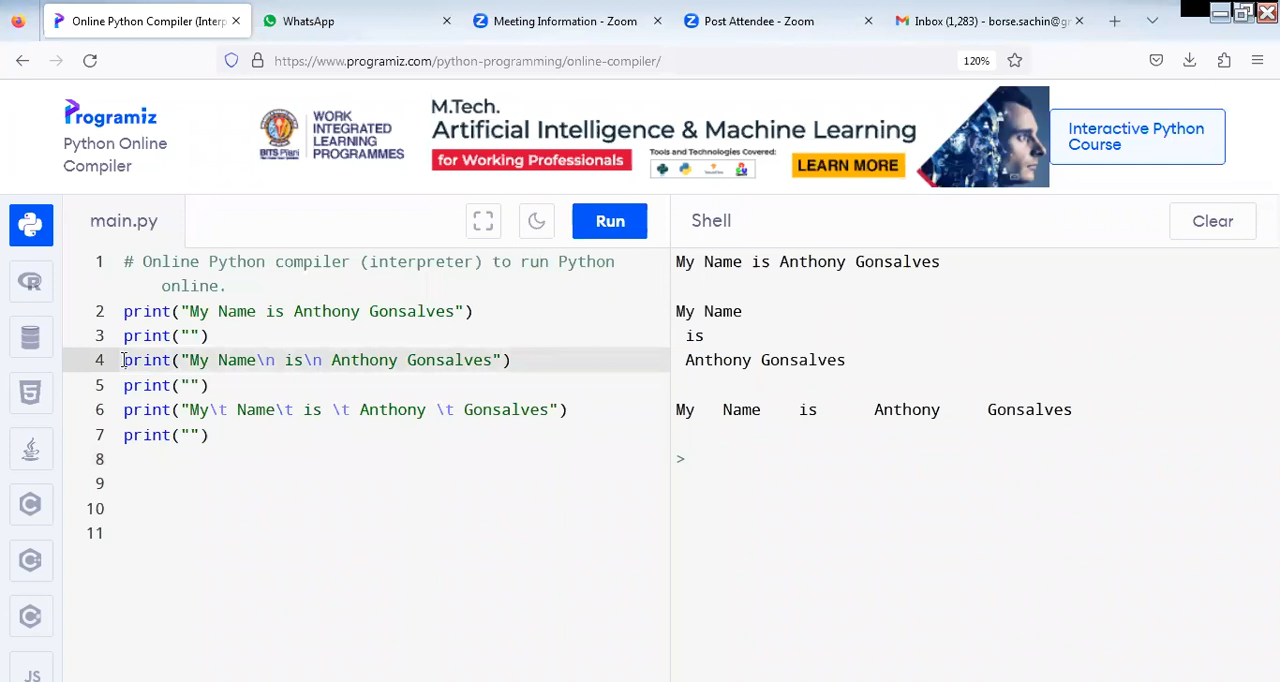 Online Python Compiler (Interp
WhatsApp
Meeting Information - Zoom
Post Attendee - Zoom
Inbox (1,283) - borse.sachin@gr
https://www.programiz.com/python-programming/online-compiler/
120%
Programiz
Python Online
Compiler
BITS Pilani
WORK
INTEGRATED
LEARNING
PROGRAMMES
M.Tech.
Artificial Intelligence & Machine Learning
for Working Professionals
Tools and Technologies Covered:
LEARN MORE
Interactive Python
Course
main.py
Run
Shell
Clear
1 # Online Python compiler (interpreter) to run Python
online.
2 print("My Name is Anthony Gonsalves")
3 print("")
4 print("My Name\n is\n Anthony Gonsalves")
5 print("")
6 print("My\t Name\t is \t Anthony \t Gonsalves")
7 print("")
8
9
10
11
My Name is Anthony Gonsalves
My Name
is
Anthony Gonsalves
My Name is Anthony Gonsalves
>
JS